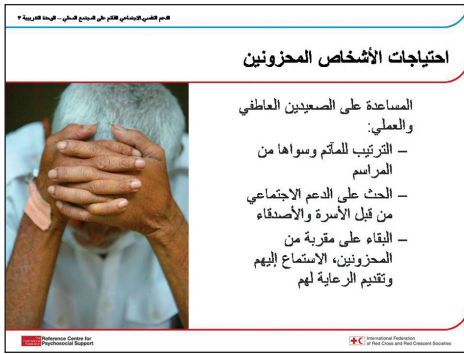 الدعم النفسي الاجتماعي القائم على المجتمع المحلي – الوحدة التدريبية ٣
احتياجات الأشخاص المحزونين
المساعدة على الصعيدين العاطفي
والعملي:
– الترتيب للمآتم وسواها من
المراسم
– الحث على الدعم الاجتماعي
من قبل الأسرة والأصدقاء
– البقاء على مقربة من
المحزونين، الاستماع إليهم
وتقديم الرعاية لهم
Reference Centre for
Psychosocial Support
International Federation
of Red Cross and Red Crescent Societies